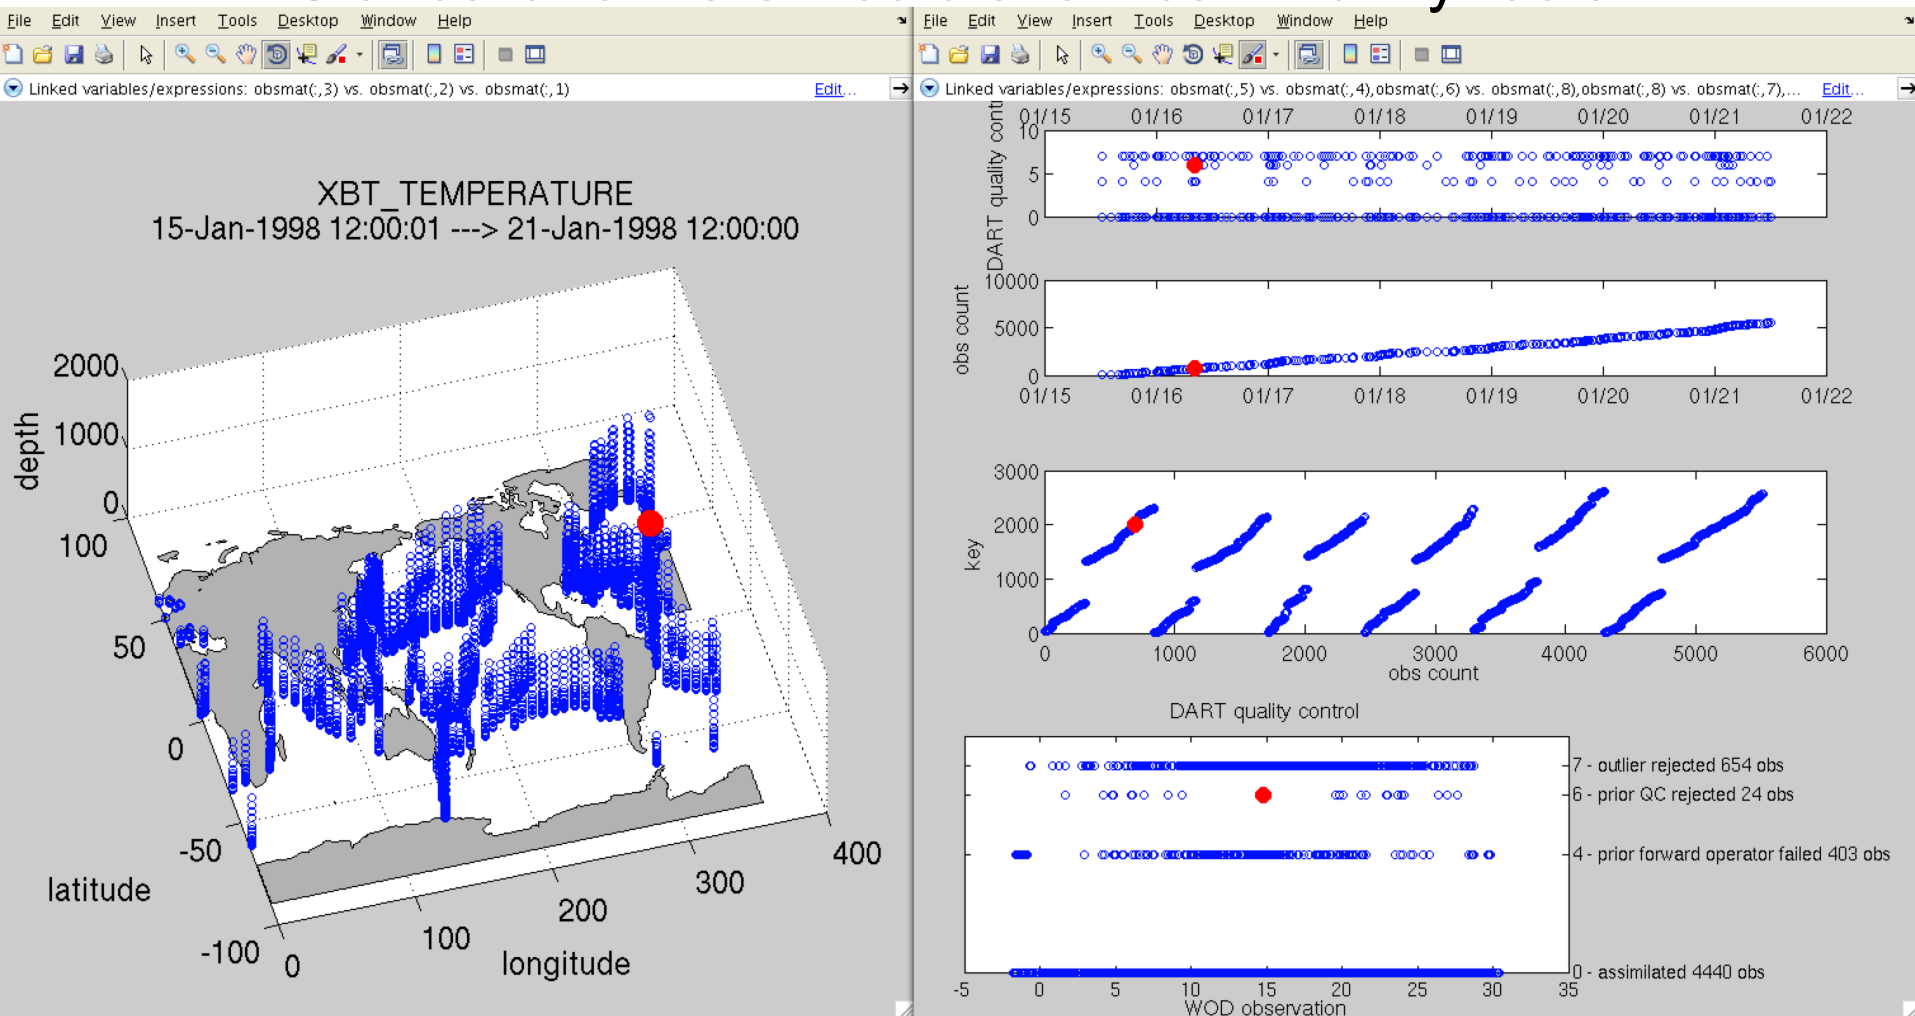 File Edit View Insert Tools Desktop Window Help
Linked variables/expressions: obsmat(:,3) vs. obsmat(:,2) vs. obsmat(:,1) Edit...
XBT_TEMPERATURE
15-Jan-1998 12:00:01 ---> 21-Jan-1998 12:00:00
2000
1000
0
depth
100
50
0
-50
-100
latitude
0
100
200
300
400
longitude
File Edit View Insert Tools Desktop Window Help
Linked variables/expressions: obsmat(:,5) vs. obsmat(:,4),obsmat(:,6) vs. obsmat(:,8),obsmat(:,8) vs. obsmat(:,7),... Edit...
01/15 01/16 01/17 01/18 01/19 01/20 01/21 01/22
10
5
0
DART quality cont
10000
5000
0
obs count
01/15 01/16 01/17 01/18 01/19 01/20 01/21 01/22
3000
2000
1000
0
key
0 1000 2000 3000 4000 5000 6000
obs count
DART quality control
7 - outlier rejected 654 obs
6 - prior QC rejected 24 obs
4 - prior forward operator failed 403 obs
0 - assimilated 4440 obs
-5 0 5 10 15 20 25 30 35
WOD observation